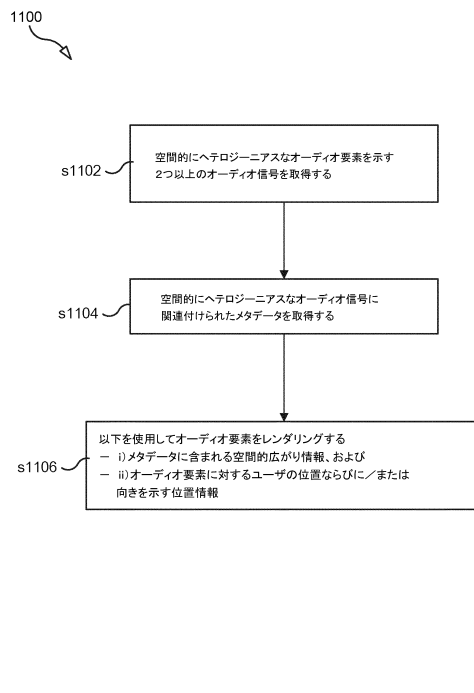 1100
空間的にヘテロジーニアスなオーディオ要素を示す
2つ以上のオーディオ信号を取得する
s1102
空間的にヘテロジーニアスなオーディオ信号に
関連付けられたメタデータを取得する
s1104
以下を使用してオーディオ要素をレンダリングする
－ ⅰ)メタデータに含まれる空間的広がり情報、および
－ ⅱ)オーディオ要素に対するユーザの位置ならびに／または
向きを示す位置情報
s1106